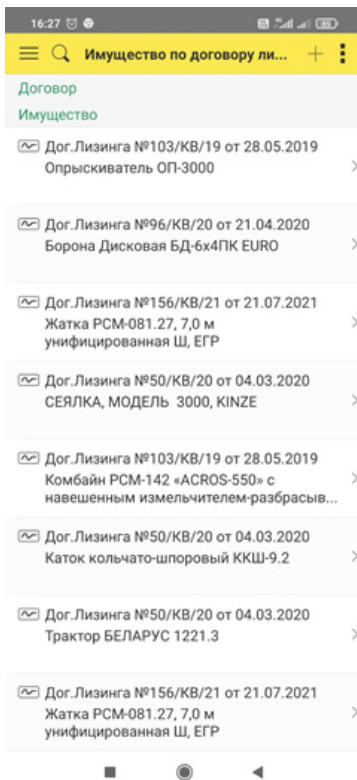 16:27
85
Имущество по договору ли...
Договор
Имущество
Дог.Лизинга №103/КВ/19 от 28.05.2019
Опрыскиватель ОП-3000
Дог.Лизинга №96/КВ/20 от 21.04.2020
Борона Дисковая БД-6х4ПК EURO
Дог.Лизинга №156/КВ/21 от 21.07.2021
Жатка РСМ-081.27, 7,0 м
унифицированная Ш, ЕГР
Дог.Лизинга №50/КВ/20 от 04.03.2020
СЕЯЛКА, МОДЕЛЬ 3000, KINZE
Дог.Лизинга №103/КВ/19 от 28.05.2019
Комбайн РСМ-142 «ACROS-550» с
навешенным измельчителем-разбрасыв...
Дог.Лизинга №50/КВ/20 от 04.03.2020
Каток кольчато-шпоровый ККШ-9.2
Дог.Лизинга №50/КВ/20 от 04.03.2020
Трактор БЕЛАРУС 1221.3
Дог.Лизинга №156/КВ/21 от 21.07.2021
Жатка РСМ-081.27, 7,0 м
унифицированная Ш, ЕГР